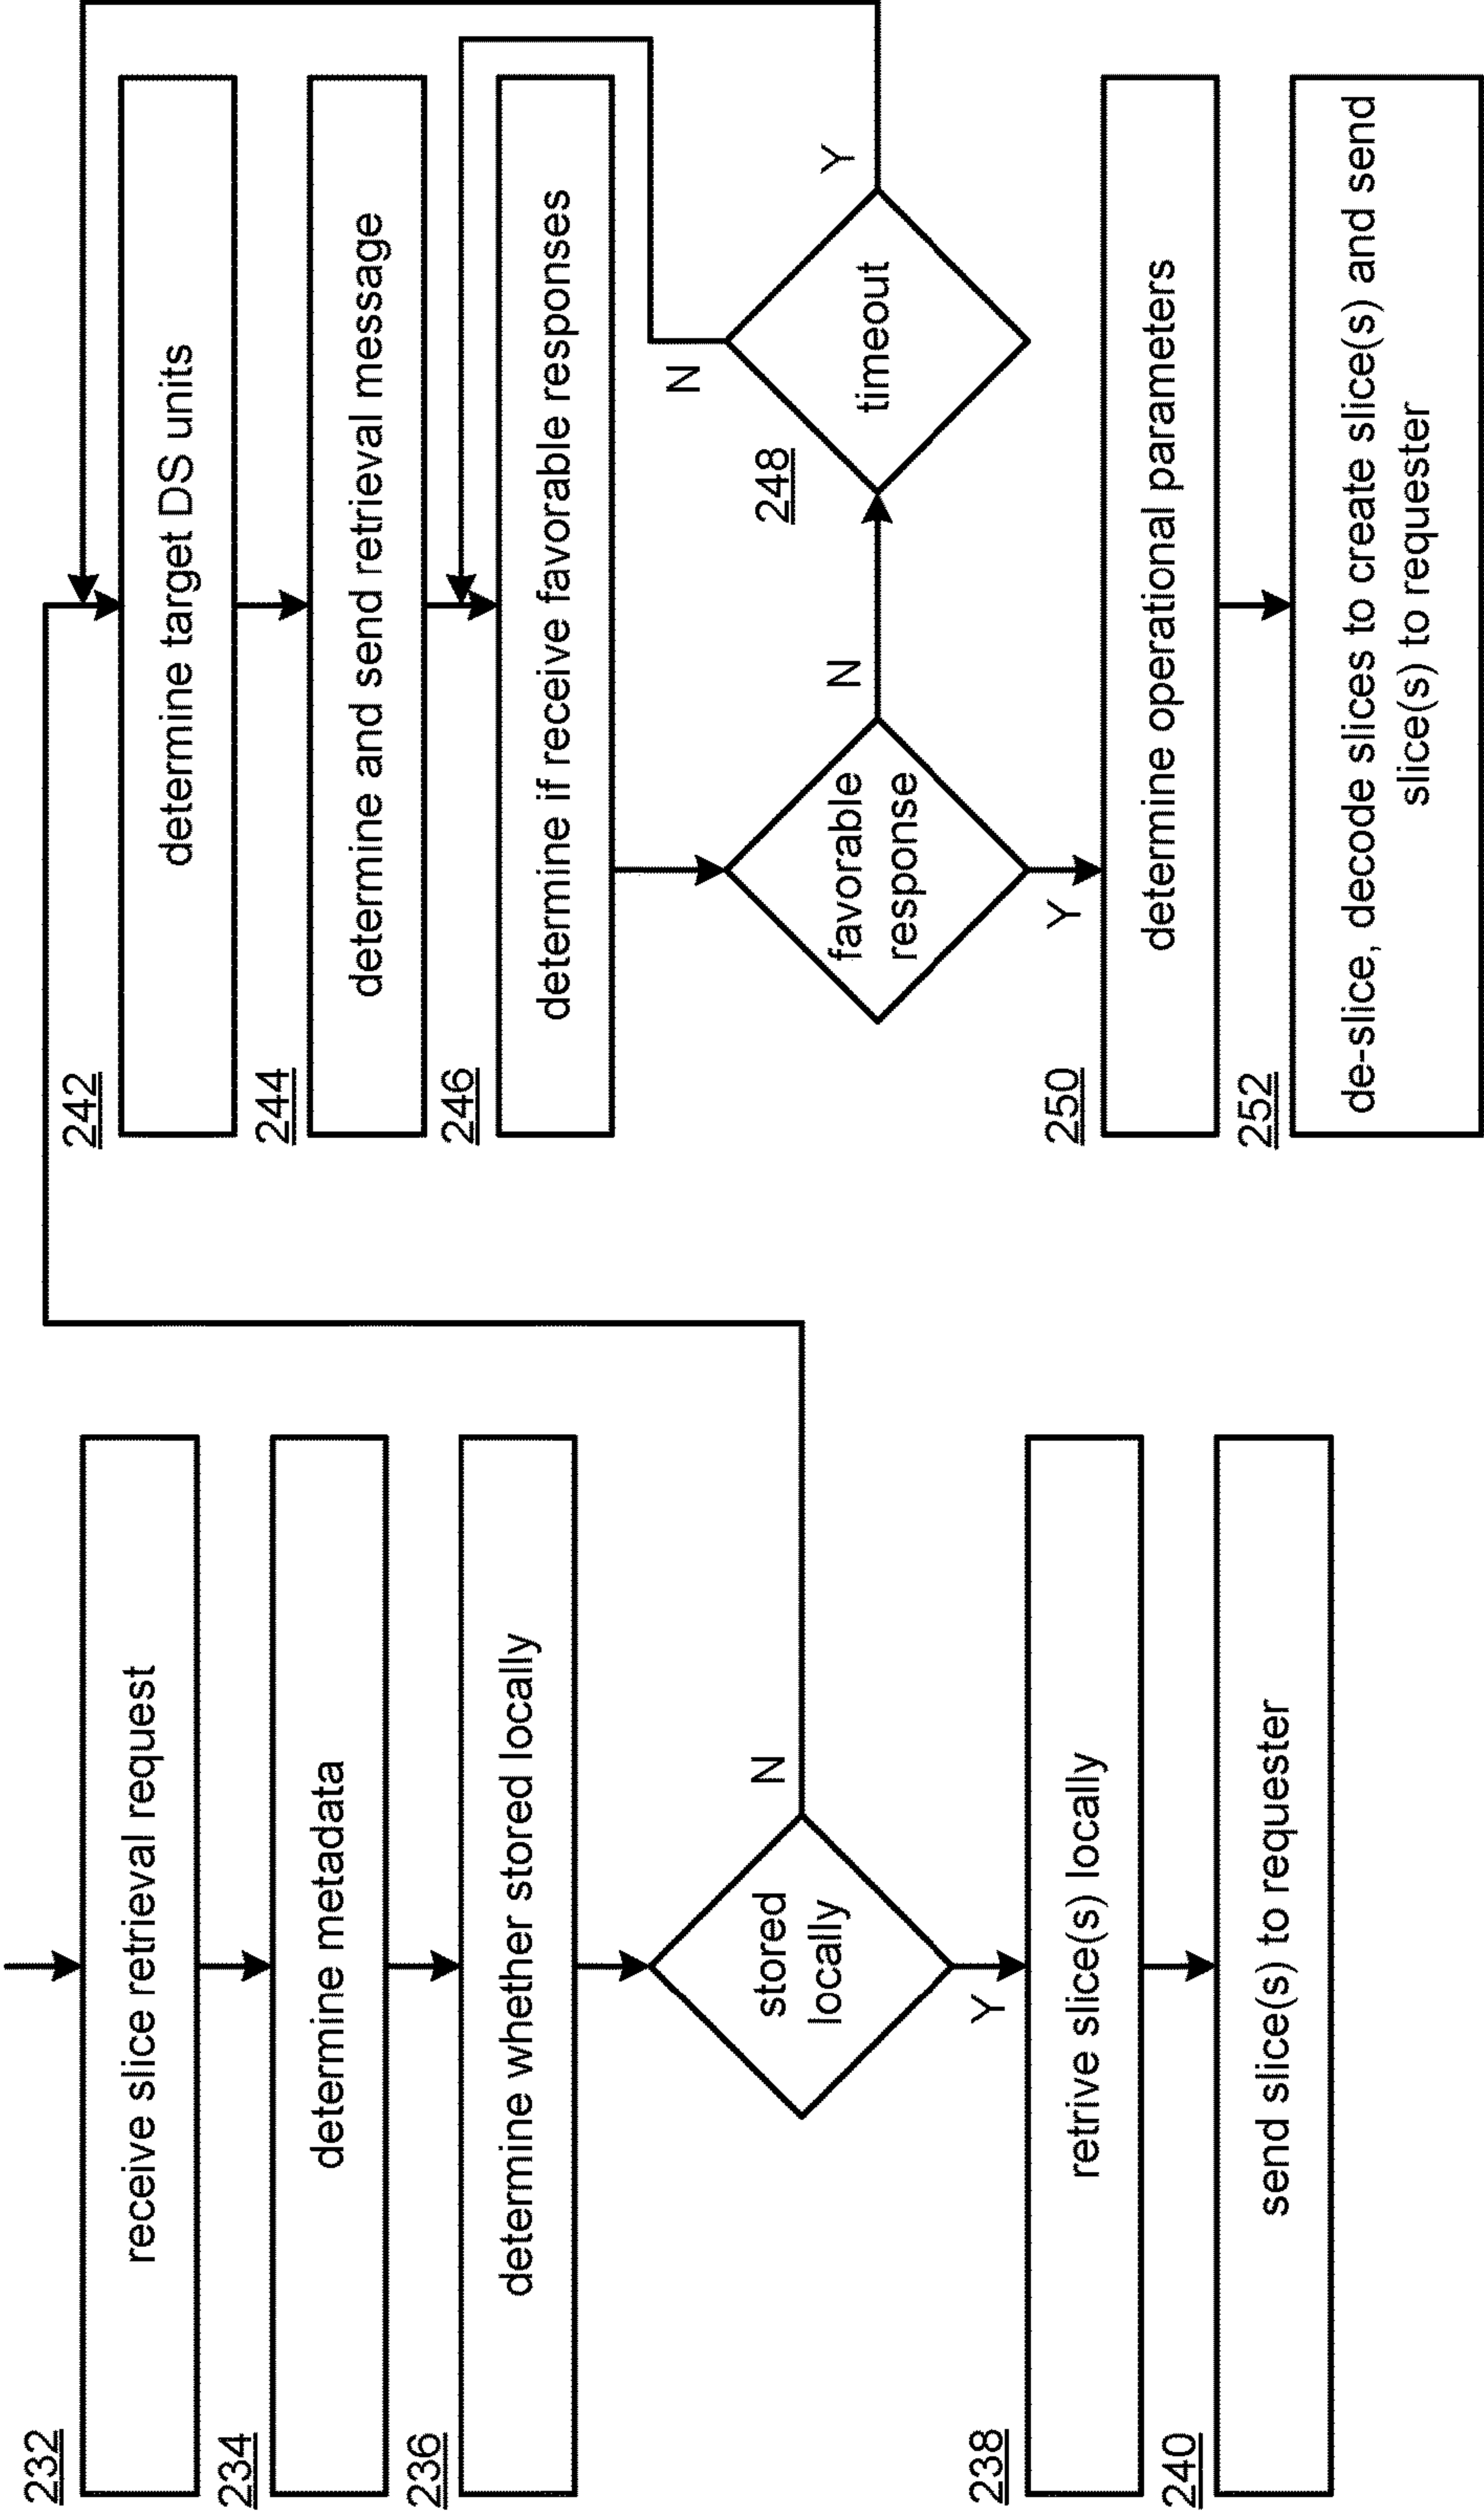 232
receive slice retrieval request
234
determine metadata
236
determine whether stored locally
stored
locally
N
Y
238
retrive slice(s) locally
240
send slice(s) to requester
242
determine target DS units
244
determine and send retrieval message
246
determine if receive favorable responses
favorable
response
N
Y
248
timeout
N
Y
250
determine operational parameters
252
de-slice, decode slices to create slice(s) and send
slice(s) to requester